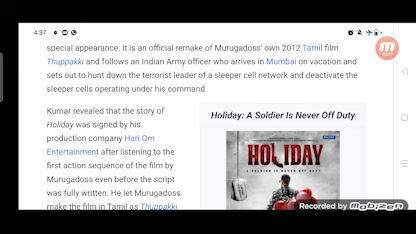 4:37
special appearance. It is an official remake of Murugadoss' own 2012 Tamil film
Thuppakki and follows an Indian Army officer who arrives in Mumbai on vacation and
sets out to hunt down the terrorist leader of a sleeper cell network and deactivate the
sleeper cells operating under his command.
Kumar revealed that the story of
Holiday was signed by his
production company Hari Om
Entertainment after listening to the
first action sequence of the film by
Murugadoss even before the script
was fully written. He let Murugadoss
make the film in Tamil as Thuppakki
Holiday: A Soldier Is Never Off Duty
HOLIDAY
A SOLDIER IS NEVER OFF DUTY
Recorded by MOBIZEN